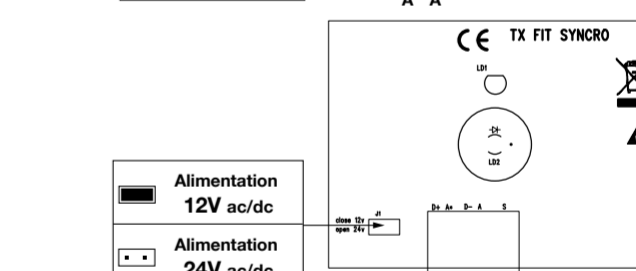 A A
CE TX FIT SYNCRO
LD1
LD2
Alimentation
12V ac/dc
J1
close 12v
open 24v
D+ A+ D- A S
Alimentation
24V ac/dc